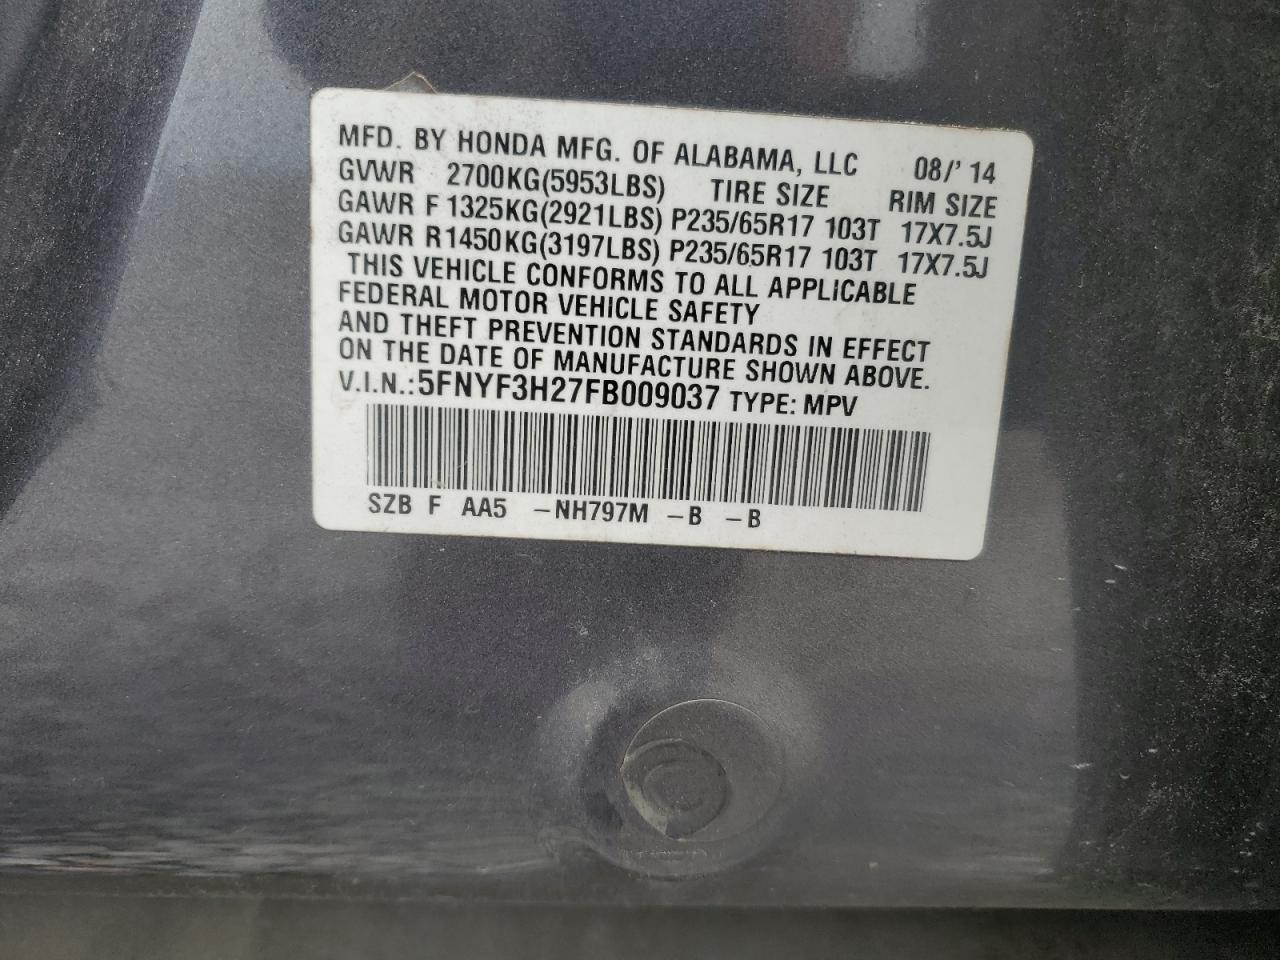 MFD. BY HONDA MFG. OF ALABAMA, LLC 08/' 14
GVWR 2700KG(5953LBS) TIRE SIZE RIM SIZE
GAWR F 1325KG(2921LBS) P235/65R17 103T 17X7.5J
GAWR R1450KG(3197LBS) P235/65R17 103T 17X7.5J
THIS VEHICLE CONFORMS TO ALL APPLICABLE
FEDERAL MOTOR VEHICLE SAFETY
AND THEFT PREVENTION STANDARDS IN EFFECT
ON THE DATE OF MANUFACTURE SHOWN ABOVE.
V.I.N.:5FNYF3H27FB009037 TYPE: MPV
SZB F AA5 -NH797M -B -B